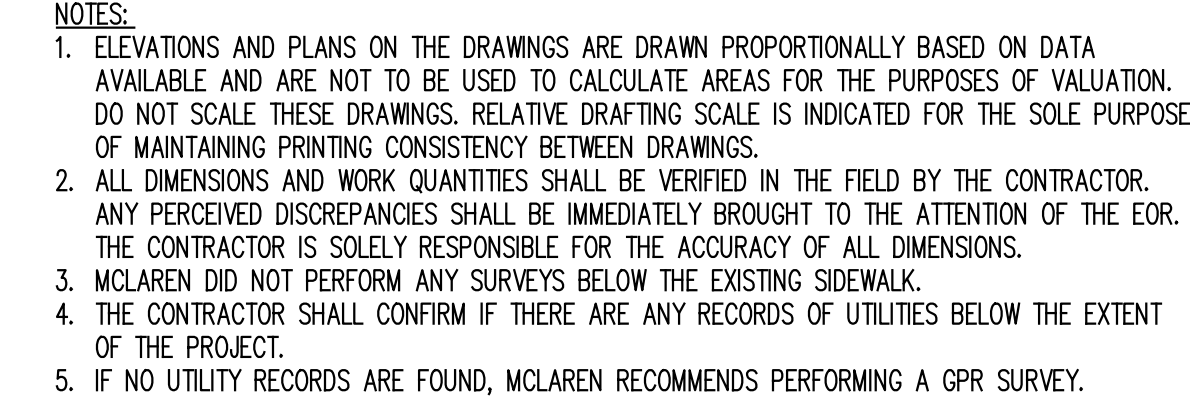 NOTES:
1. ELEVATIONS AND PLANS ON THE DRAWINGS ARE DRAWN PROPORTIONALLY BASED ON DATA
AVAILABLE AND ARE NOT TO BE USED TO CALCULATE AREAS FOR THE PURPOSES OF VALUATION.
DO NOT SCALE THESE DRAWINGS. RELATIVE DRAFTING SCALE IS INDICATED FOR THE SOLE PURPOSE
OF MAINTAINING PRINTING CONSISTENCY BETWEEN DRAWINGS.
2. ALL DIMENSIONS AND WORK QUANTITIES SHALL BE VERIFIED IN THE FIELD BY THE CONTRACTOR.
ANY PERCEIVED DISCREPANCIES SHALL BE IMMEDIATELY BROUGHT TO THE ATTENTION OF THE EOR.
THE CONTRACTOR IS SOLELY RESPONSIBLE FOR THE ACCURACY OF ALL DIMENSIONS.
3. MCLAREN DID NOT PERFORM ANY SURVEYS BELOW THE EXISTING SIDEWALK.
4. THE CONTRACTOR SHALL CONFIRM IF THERE ARE ANY RECORDS OF UTILITIES BELOW THE EXTENT
OF THE PROJECT.
5. IF NO UTILITY RECORDS ARE FOUND, MCLAREN RECOMMENDS PERFORMING A GPR SURVEY.